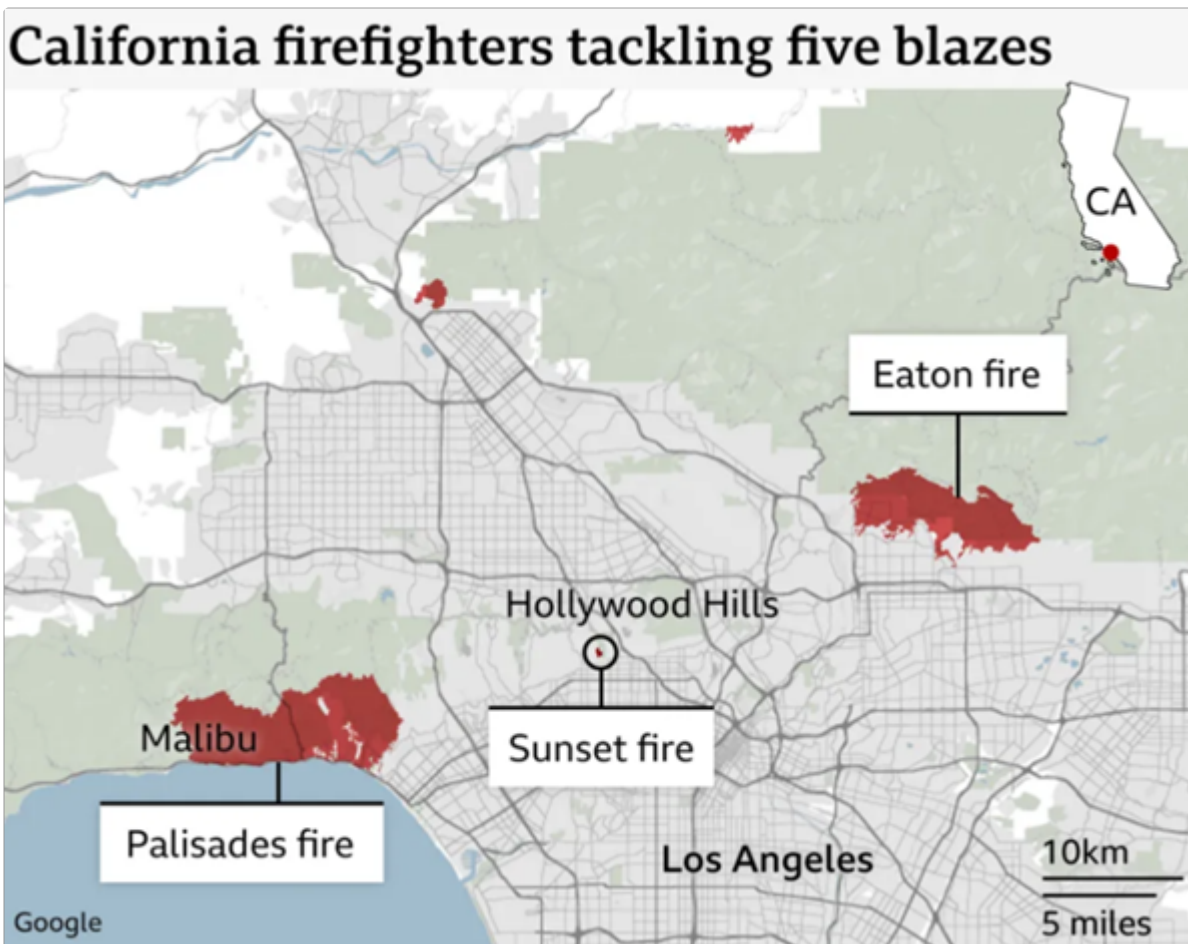 California firefighters tackling five blazes
CA
Eaton fire
Hollywood Hills
Malibu
Sunset fire
Palisades fire
Los Angeles
10km
5 miles
Google